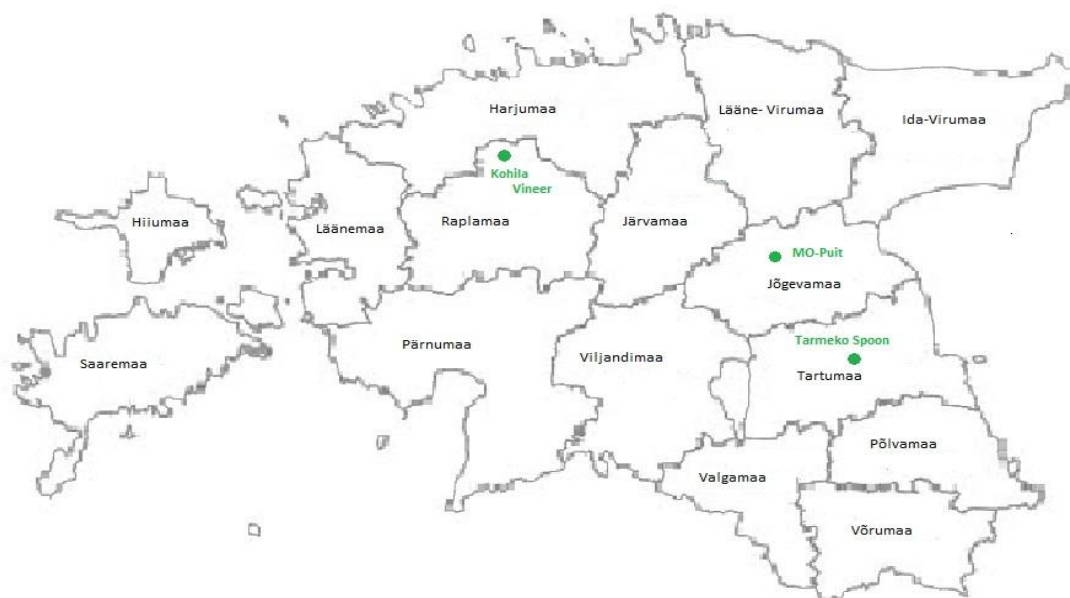 Harjumaa
Lääne- Virumaa
Ida-Virumaa
Kohila
Vineer
Hiiumaa
Läänemaa
Raplamaa
Järvamaa
MO-Puit
Jõgevamaa
Saaremaa
Pärnumaa
Viljandimaa
Tarmeko Spoon
Tartumaa
Põlvamaa
Valgamaa
Võrumaa